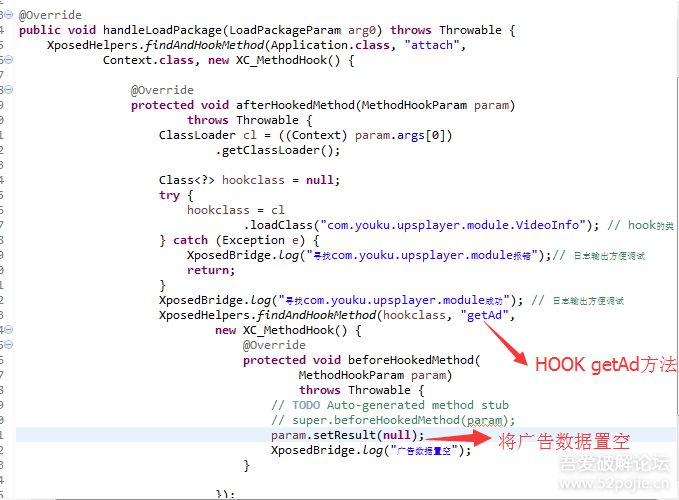 @Override
public void handleLoadPackage(LoadPackageParam arg0) throws Throwable {
XposedHelpers.findAndHookMethod(Application.class, "attach",
Context.class, new XC_MethodHook() {
@Override
protected void afterHookedMethod(MethodHookParam param)
throws Throwable {
ClassLoader cl = ((Context) param.args[0])
.getClassLoader();
Class<?> hookclass = null;
try {
hookclass = cl
.loadClass("com.youku.upsplayer.module.VideoInfo"); // hook的类
} catch (Exception e) {
XposedBridge.log("寻找com.youku.upsplayer.module报错");// 日志输出方便调试
return;
}
XposedBridge.log("寻找com.youku.upsplayer.module成功"); // 日志输出方便调试
XposedHelpers.findAndHookMethod(hookclass, "getAd",
new XC_MethodHook() {
@Override
protected void beforeHookedMethod(
HOOK getAd方法
MethodHookParam param)
throws Throwable {
// TODO Auto-generated method stub
// super.beforeHookedMethod(param);
param.setResult(null);
将广告数据置空
XposedBridge.log("广告数据置空");
}
});
吾爱破解论坛
www.52pojie.cn